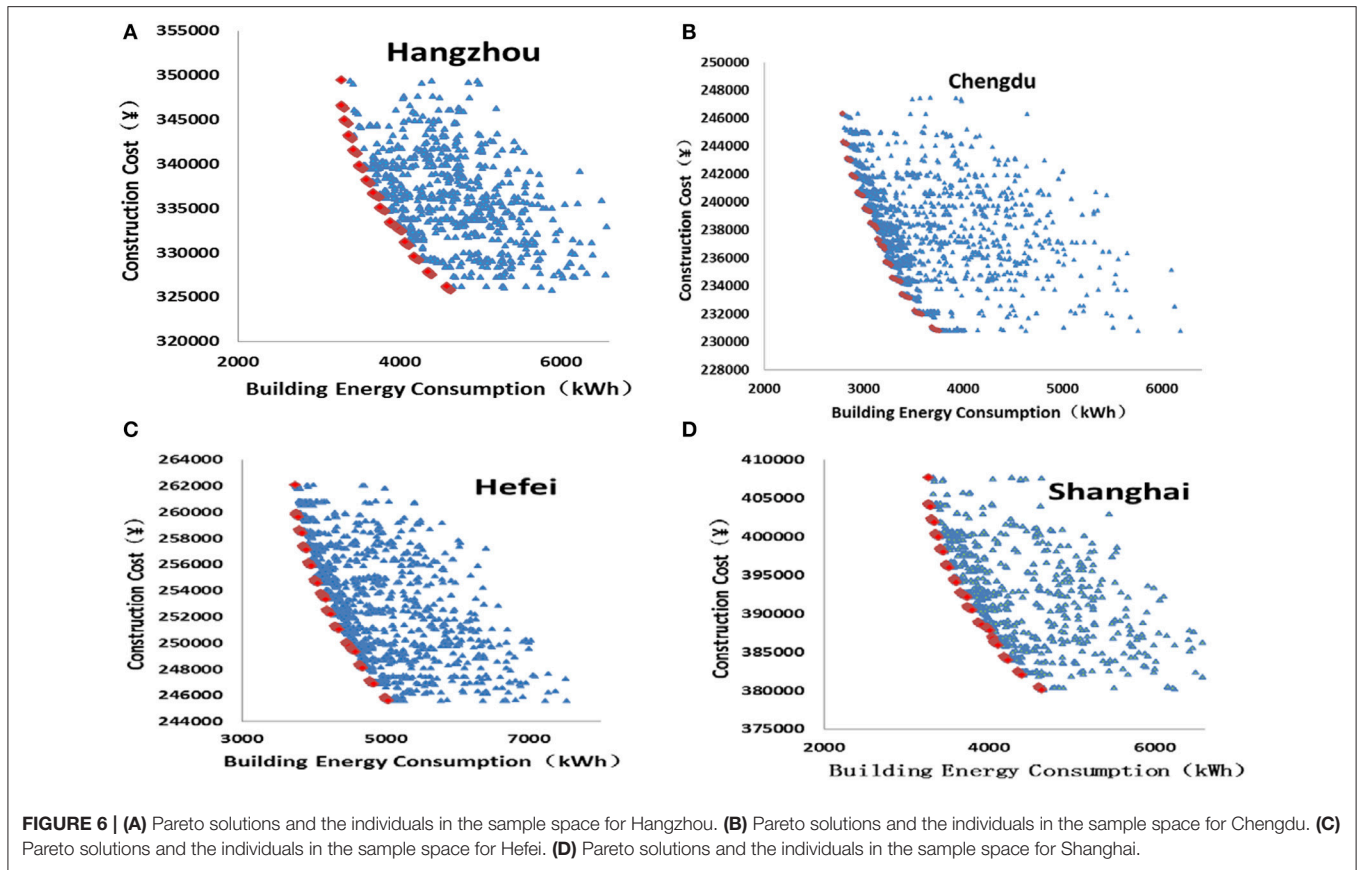 A
Hangzhou
355000
350000
345000
340000
335000
330000
325000
320000
Construction Cost (¥)
2000 4000 6000
Building Energy Consumption (kWh)
B
Chengdu
250000
248000
246000
244000
242000
240000
238000
236000
234000
232000
230000
228000
Construction Cost (¥)
2000 3000 4000 5000 6000
Building Energy Consumption (kWh)
C
Hefei
264000
262000
260000
258000
256000
254000
252000
250000
248000
246000
244000
Construction Cost (¥)
3000 5000 7000
Building Energy Consumption (kWh)
D
Shanghai
410000
405000
400000
395000
390000
385000
380000
375000
Construction Cost (¥)
2000 4000 6000
Building Energy Consumption (kWh)
FIGURE 6 | (A) Pareto solutions and the individuals in the sample space for Hangzhou. (B) Pareto solutions and the individuals in the sample space for Chengdu. (C)
Pareto solutions and the individuals in the sample space for Hefei. (D) Pareto solutions and the individuals in the sample space for Shanghai.